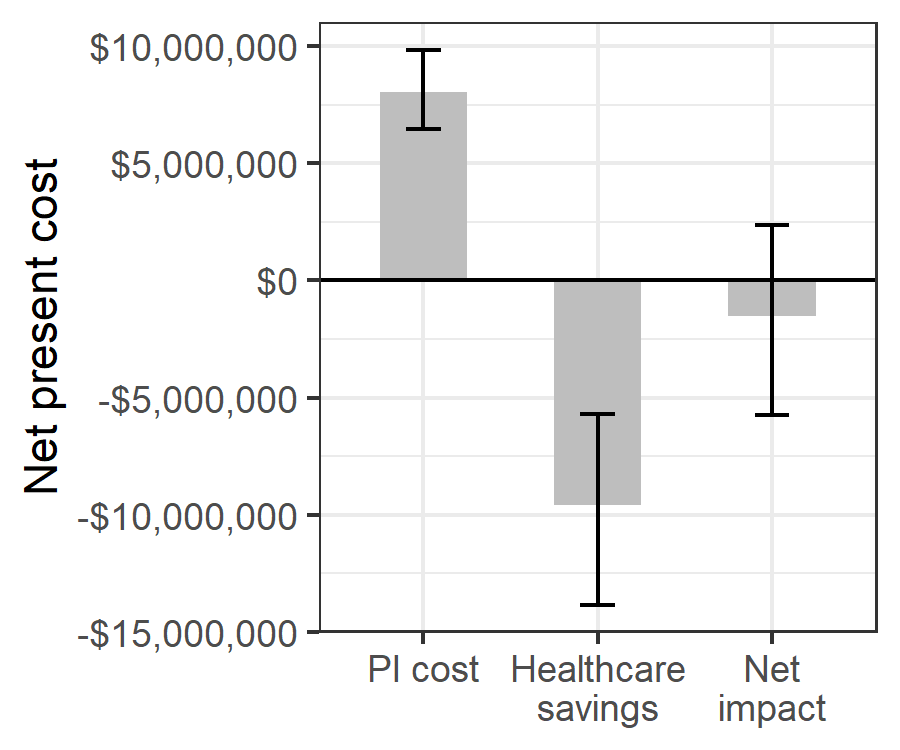 Net present cost
$10,000,000
$5,000,000
$0
-$5,000,000
-$10,000,000
-$15,000,000
PI cost
Healthcare
savings
Net
impact